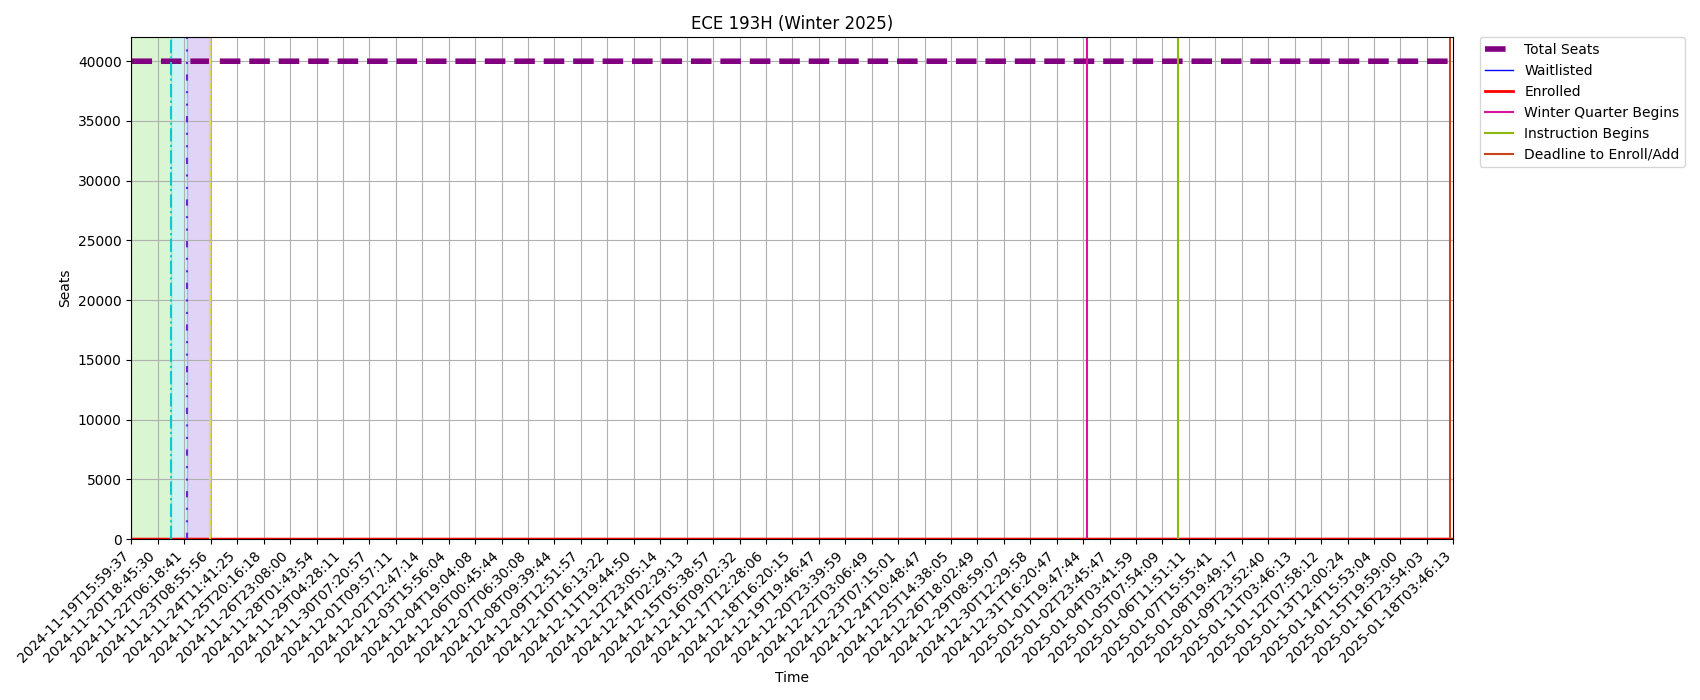 ECE 193H (Winter 2025)
Total Seats
Waitlisted
Enrolled
Winter Quarter Begins
Instruction Begins
Deadline to Enroll/Add
Seats
40000
35000
30000
25000
20000
15000
10000
5000
0
2024-11-19T15:59:37
2024-11-20T18:45:30
2024-11-22T06:18:41
2024-11-23T08:55:56
2024-11-24T11:41:25
2024-11-25T20:16:18
2024-11-26T23:08:00
2024-11-28T01:43:54
2024-11-29T04:28:11
2024-11-30T07:20:57
2024-12-01T09:57:11
2024-12-02T12:47:14
2024-12-03T15:56:04
2024-12-04T19:04:08
2024-12-06T00:45:44
2024-12-07T06:30:08
2024-12-08T09:39:44
2024-12-09T12:51:57
2024-12-10T16:13:22
2024-12-11T19:44:50
2024-12-12T23:05:14
2024-12-14T02:29:13
2024-12-15T05:38:57
2024-12-16T09:02:32
2024-12-17T12:28:06
2024-12-18T16:20:15
2024-12-19T19:46:47
2024-12-20T23:39:59
2024-12-22T03:06:49
2024-12-23T07:15:01
2024-12-24T10:48:47
2024-12-25T14:38:05
2024-12-26T18:02:49
2024-12-29T08:59:07
2024-12-30T12:29:58
2024-12-31T16:20:47
2025-01-01T19:47:44
2025-01-02T23:45:47
2025-01-04T03:41:59
2025-01-05T07:54:09
2025-01-06T11:51:11
2025-01-07T15:55:41
2025-01-08T19:49:17
2025-01-09T23:52:40
2025-01-11T03:46:13
2025-01-12T07:58:12
2025-01-13T12:00:24
2025-01-14T15:53:04
2025-01-15T19:59:00
2025-01-16T23:54:03
2025-01-18T03:46:13
Time